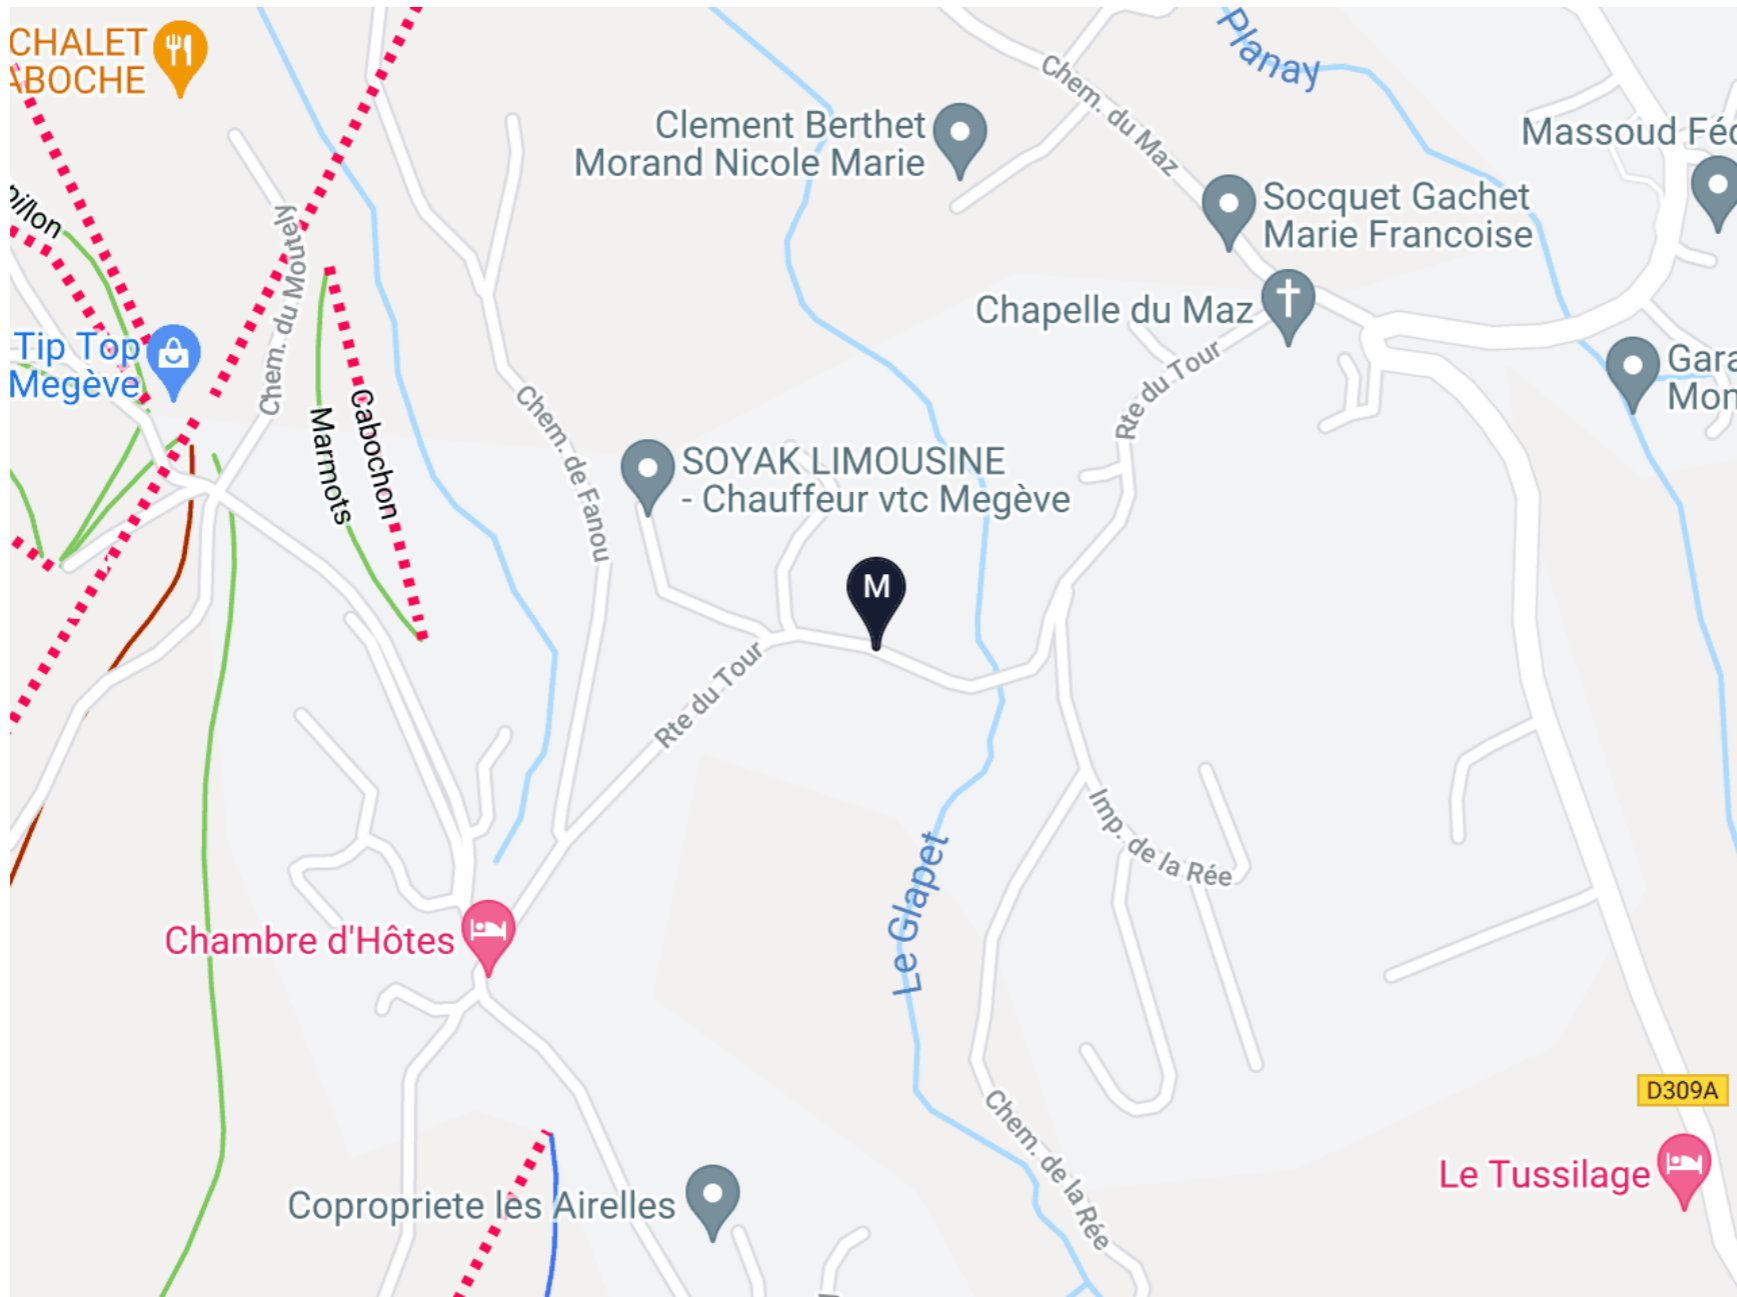 CHALET
ABOCHE
Planay
Chem. du Maz
Clement Berthet
Morand Nicole Marie
Massoud Féd
Socquet Gachet
Marie Francoise
pillon
Chem. du Moutely
Chapelle du Maz
Tip Top
Megève
Rte du Tour
Gara
Mon
Cabochon
Marmots
Chem. de Fanou
SOYAK LIMOUSINE
- Chauffeur vtc Megève
M
Rte du Tour
Imp. de la Rée
Le Glapet
Chambre d'Hôtes
D309A
Chem. de la Rée
Le Tussilage
Copropriete les Airelles